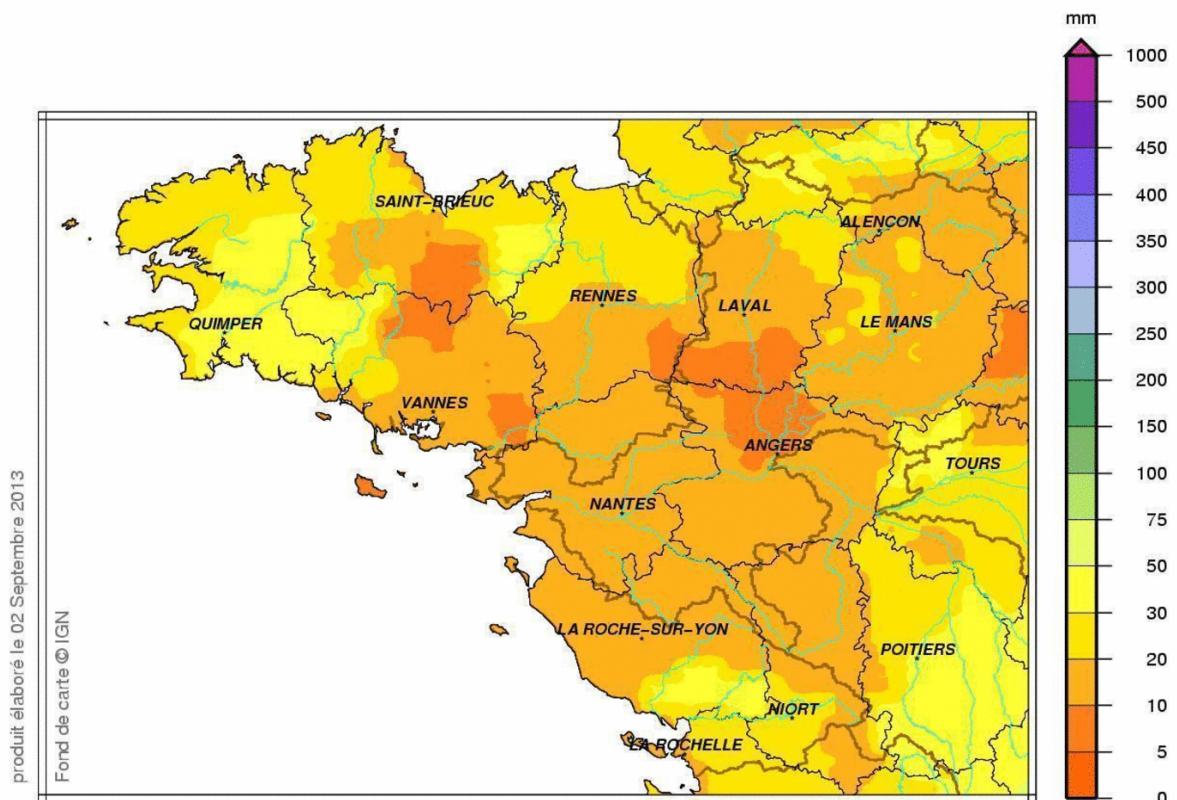 mm
1000
500
450
400
350
300
250
200
150
100
75
50
30
20
10
5
0
SAINT-BRIEUC
ALENCON
RENNES
LAVAL
QUIMPER
LE MANS
VANNES
ANGERS
TOURS
NANTES
LA ROCHE-SUR-YON
POITIERS
NIORT
LA ROCHELLE
produit élaboré le 02 Septembre 2013
Fond de carte © IGN